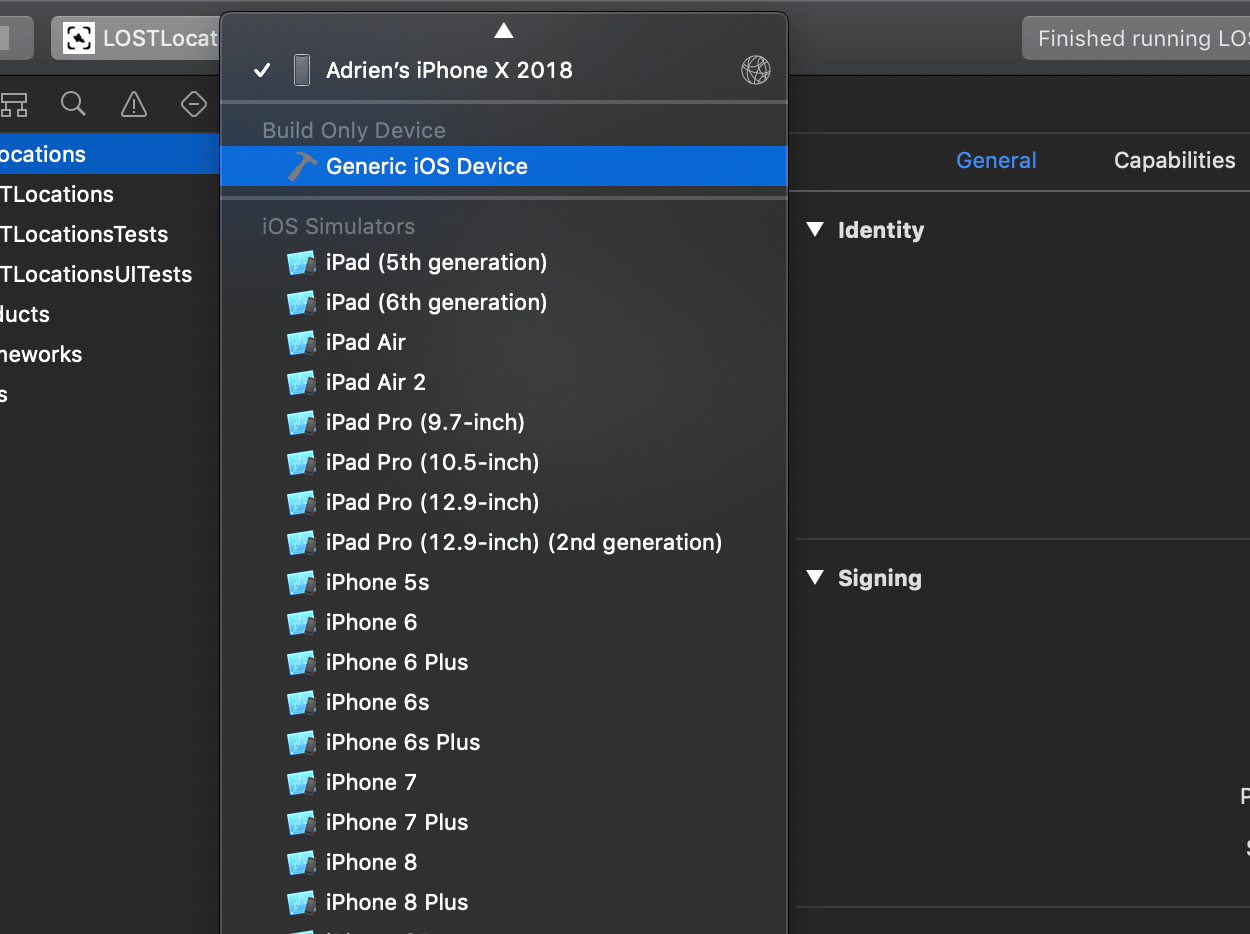 LOSTLocat
Finished running LOS
Adrien’s iPhone X 2018
Build Only Device
Generic iOS Device
iOS Simulators
iPad (5th generation)
iPad (6th generation)
iPad Air
iPad Air 2
iPad Pro (9.7-inch)
iPad Pro (10.5-inch)
iPad Pro (12.9-inch)
iPad Pro (12.9-inch) (2nd generation)
iPhone 5s
iPhone 6
iPhone 6 Plus
iPhone 6s
iPhone 6s Plus
iPhone 7
iPhone 7 Plus
iPhone 8
iPhone 8 Plus
ocations
TLocations
TLocationsTests
TLocationsUITests
ducts
meworks
s
General
Capabilities
Identity
Signing
P